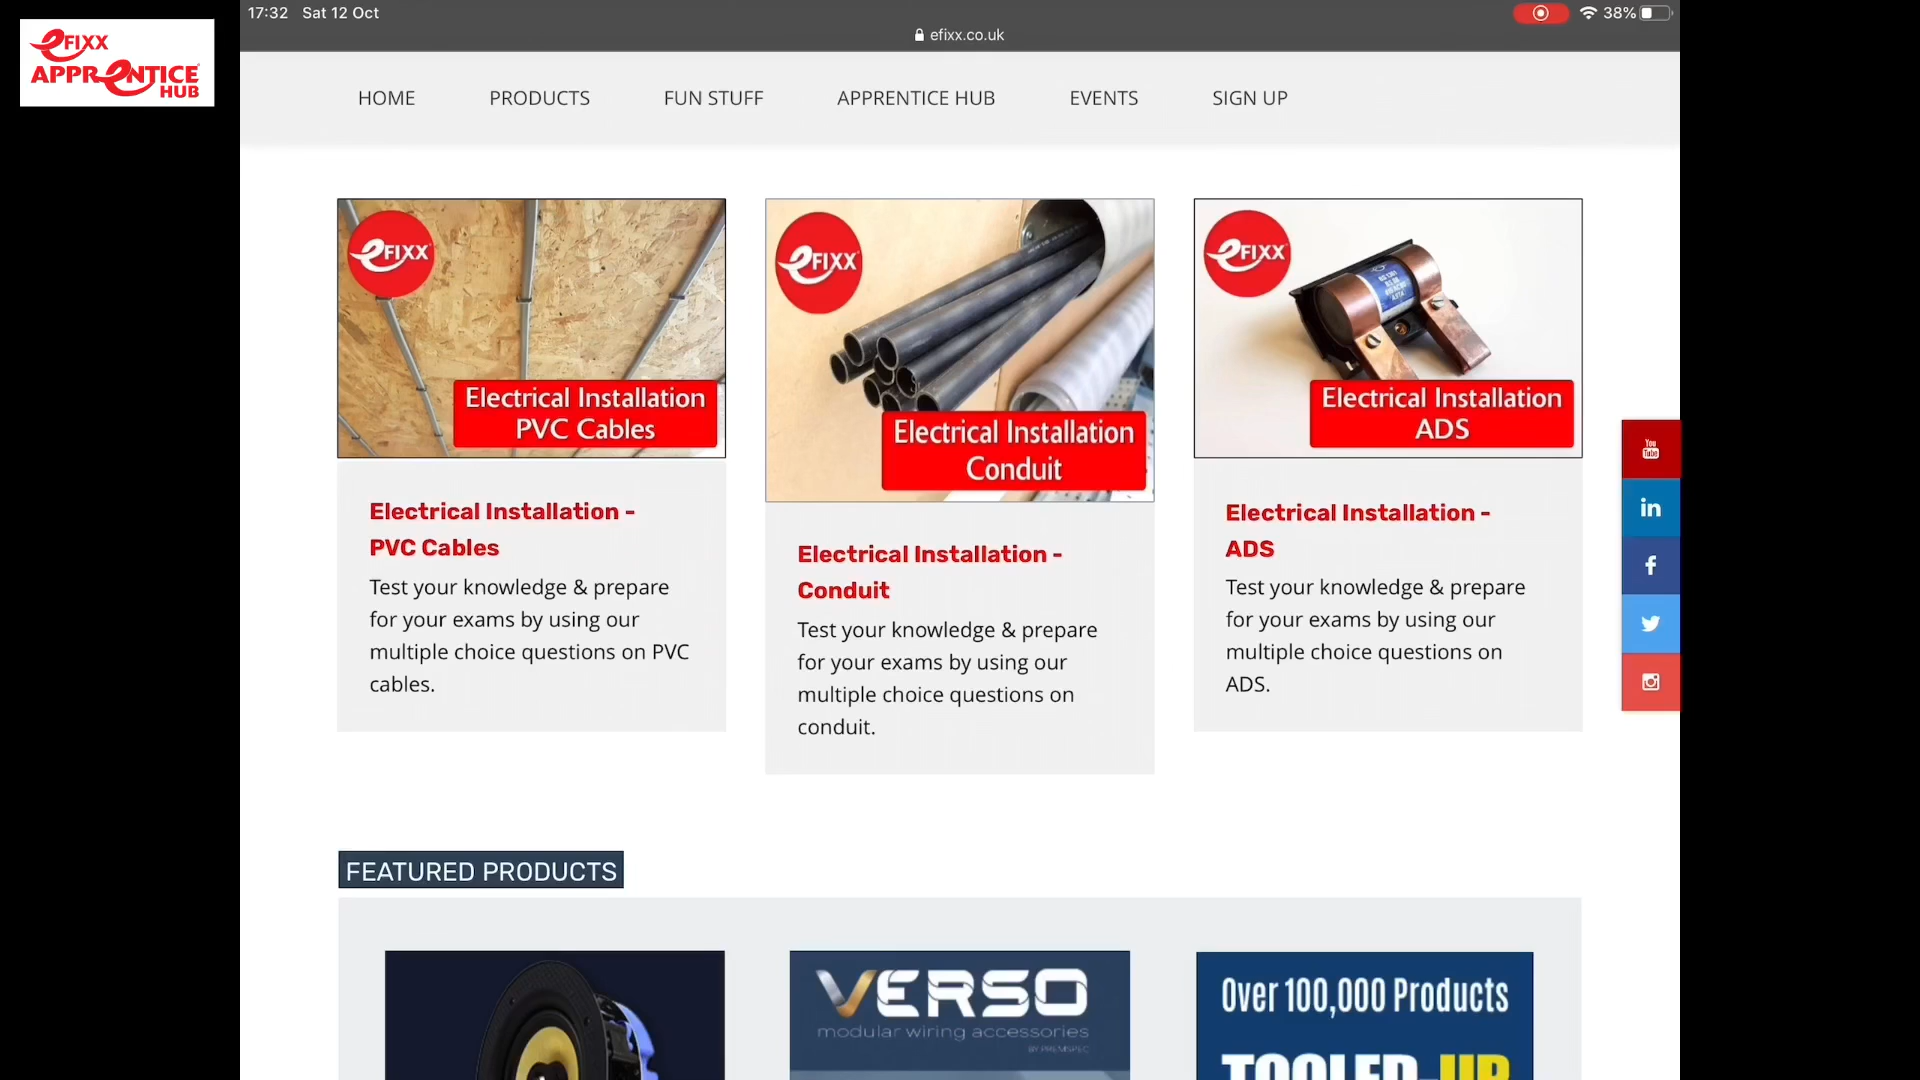 17:32 Sat 12 Oct
38%
efixx.co.uk
eFIXX
APPRENTICE
HUB
HOME PRODUCTS FUN STUFF APPRENTICE HUB EVENTS SIGN UP
eFIXX
Electrical Installation
PVC Cables
Electrical Installation -
PVC Cables
Test your knowledge & prepare
for your exams by using our
multiple choice questions on PVC
cables.
eFIXX
Electrical Installation
Conduit
Electrical Installation -
Conduit
Test your knowledge & prepare
for your exams by using our
multiple choice questions on
conduit.
eFIXX
Electrical Installation
ADS
Electrical Installation -
ADS
Test your knowledge & prepare
for your exams by using our
multiple choice questions on
ADS.
You
Tube
in
f
FEATURED PRODUCTS
VERSO
modular wiring accessories
BY PREMSPEC
Over 100,000 Products
TOOLED-UP